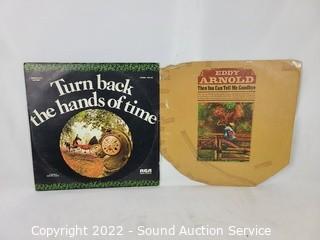 Turn back
the hands of time
RCA
EDDY
ARNOLD
Then You Can Tell Me Goodbye
Copyright 2022 - Sound Auction Service